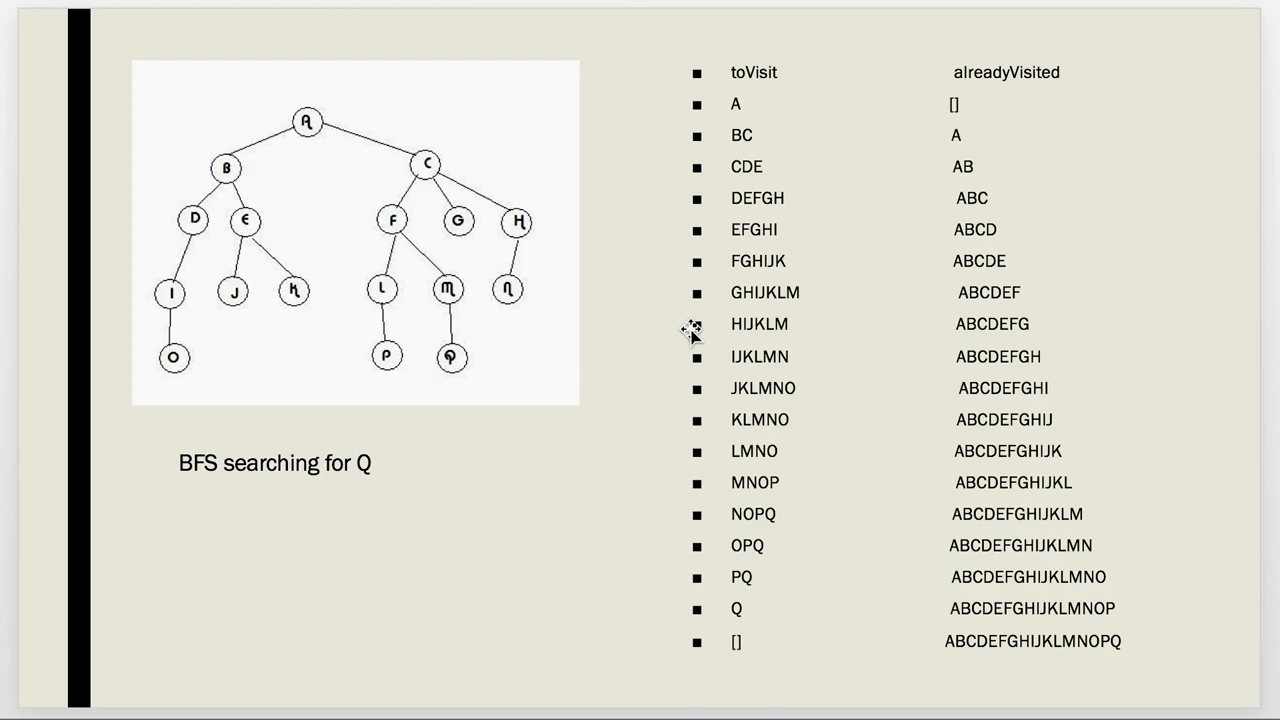 A
B C
D E F G H
I J K L M N
O P Q
BFS searching for Q
toVisit alreadyVisited
A []
BC A
CDE AB
DEFGH ABC
EFGHI ABCD
FGHIJK ABCDE
GHIJKLM ABCDEF
HIJKLM ABCDEFG
IJKLMN ABCDEFGH
JKLMNO ABCDEFGHI
KLMNO ABCDEFGHIJ
LMNO ABCDEFGHIJK
MNOP ABCDEFGHIJKL
NOPQ ABCDEFGHIJKLM
OPQ ABCDEFGHIJKLMN
PQ ABCDEFGHIJKLMNO
Q ABCDEFGHIJKLMNOP
[] ABCDEFGHIJKLMNOPQ